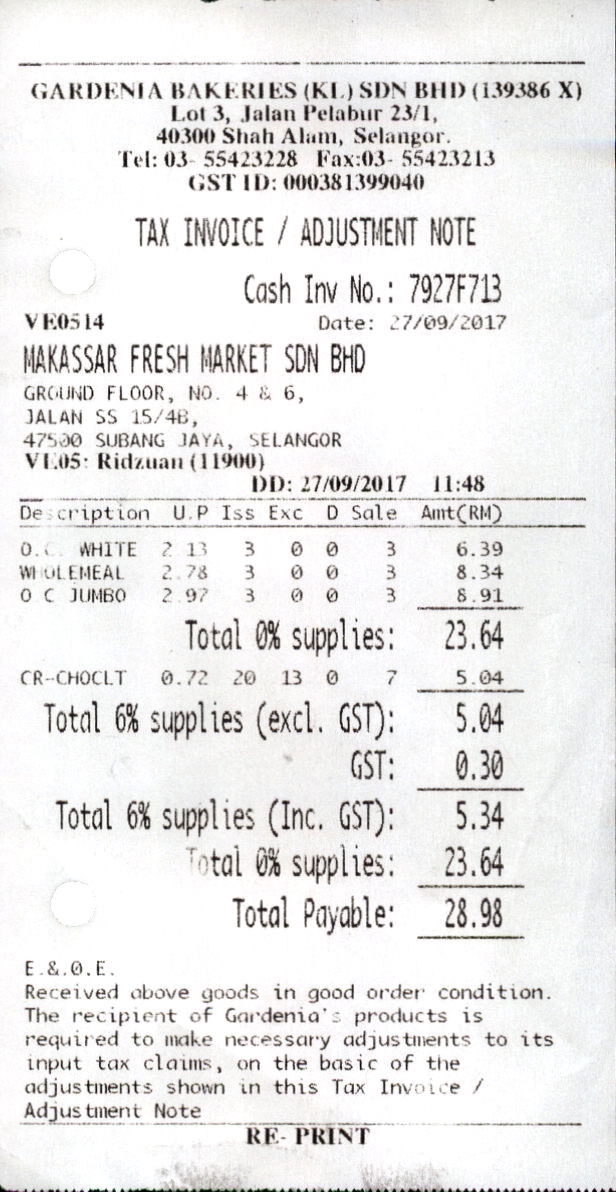 GARDENIA BAKERIES (KL) SDN BHD (139386 X)
Lot 3, Jalan Pelabur 23/1,
40300 Shah Alam, Selangor.
Tel: 03- 55423228 Fax:03- 55423213
GST ID: 000381399040
TAX INVOICE / ADJUSTMENT NOTE
Cash Inv No.: 7927F713
VE0514 Date: 27/09/2017
MAKASSAR FRESH MARKET SDN BHD
GROUND FLOOR, NO. 4 & 6,
JALAN SS 15/4B,
47500 SUBANG JAYA, SELANGOR
VE05: Ridzuan (11900)
DD: 27/09/2017 11:48
Description U.P Iss Exc D Sale Amt(RM)
O.C. WHITE 2.13 3 0 0 3 6.39
WHOLEMEAL 2.78 3 0 0 3 8.34
O.C JUMBO 2.97 3 0 0 3 8.91
Total 0% supplies: 23.64
CR-CHOCLT 0.72 20 13 0 7 5.04
Total 6% supplies (excl. GST): 5.04
GST: 0.30
Total 6% supplies (Inc. GST): 5.34
Total 0% supplies: 23.64
Total Payable: 28.98
E.&.O.E.
Received above goods in good order condition.
The recipient of Gardenia's products is
required to make necessary adjustments to its
input tax claims, on the basic of the
adjustments shown in this Tax Invoice /
Adjustment Note
RE- PRINT